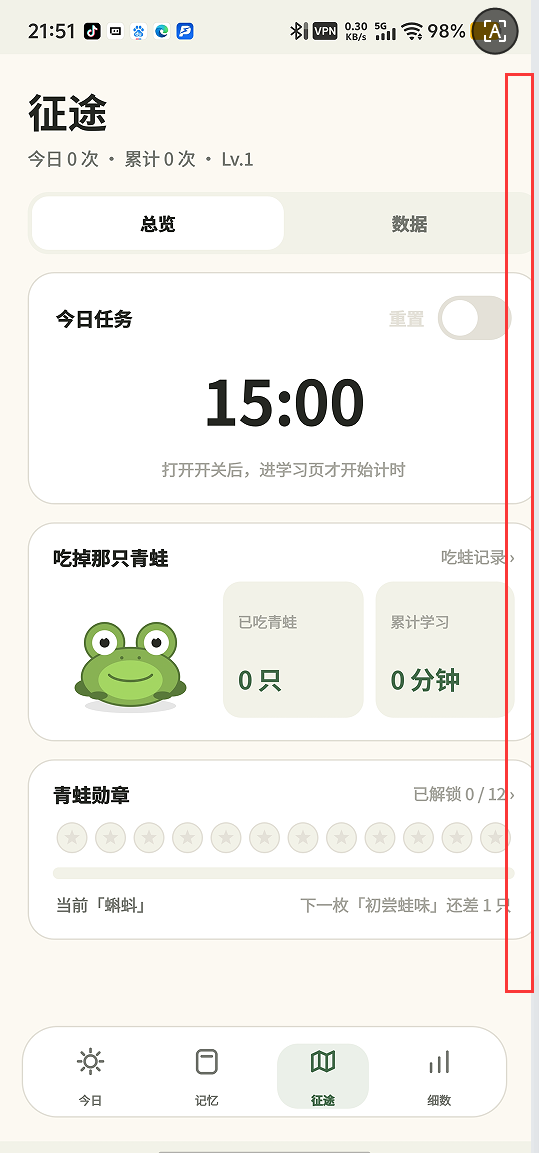 21:51 VPN 0.30 KB/s 5G 98% A
征途
今日 0 次 · 累计 0 次 · Lv.1
总览 数据
今日任务 重置
15:00
打开开关后，进学习页才开始计时
吃掉那只青蛙 吃蛙记录 ›
已吃青蛙 累计学习
0 只 0 分钟
青蛙勋章 已解锁 0 / 12 ›
当前「蝌蚪」 下一枚「初尝蛙味」还差 1 只
今日 记忆 征途 细数